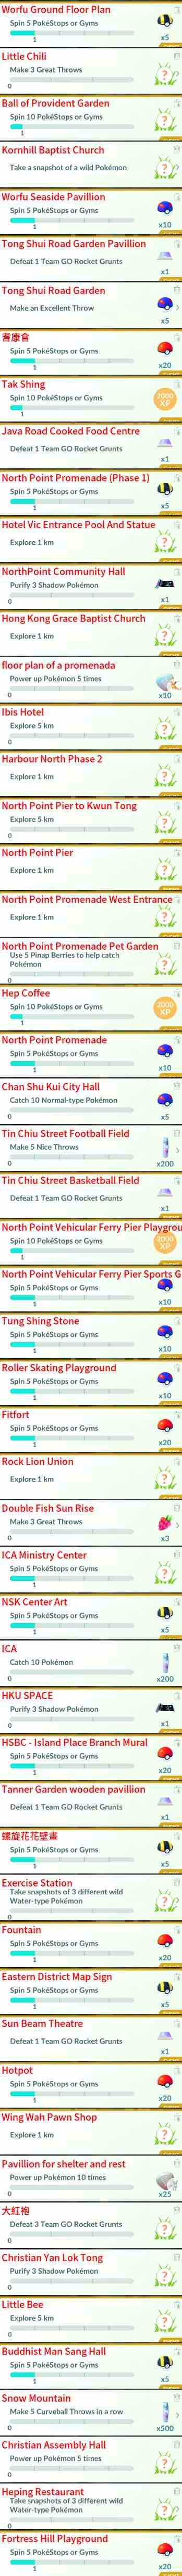 Worfu Ground Floor Plan
Spin 5 PokéStops or Gyms
1
x5
Little Chili
Make 3 Great Throws
0
Ball of Provident Garden
Spin 10 PokéStops or Gyms
1
Kornhill Baptist Church
Take a snapshot of a wild Pokémon
Worfu Seaside Pavillion
Spin 5 PokéStops or Gyms
1
x10
Tong Shui Road Garden Pavillion
Defeat 1 Team GO Rocket Grunts
x1
Tong Shui Road Garden
Make an Excellent Throw
x5
耆康會
Spin 5 PokéStops or Gyms
1
x20
Tak Shing
Spin 10 PokéStops or Gyms
1
2000 XP
Java Road Cooked Food Centre
Defeat 1 Team GO Rocket Grunts
x1
North Point Promenade (Phase 1)
Spin 5 PokéStops or Gyms
1
x5
Hotel Vic Entrance Pool And Statue
Explore 1 km
NorthPoint Community Hall
Purify 3 Shadow Pokémon
0
x1
Hong Kong Grace Baptist Church
Explore 1 km
floor plan of a promenada
Power up Pokémon 5 times
0
x10
Ibis Hotel
Explore 5 km
0
Harbour North Phase 2
Explore 1 km
North Point Pier to Kwun Tong
Explore 5 km
0
North Point Pier
Explore 1 km
North Point Promenade West Entrance
Explore 1 km
North Point Promenade Pet Garden
Use 5 Pinap Berries to help catch
Pokémon
0
Hep Coffee
Spin 10 PokéStops or Gyms
1
2000 XP
North Point Promenade
Spin 5 PokéStops or Gyms
1
x10
Chan Shu Kui City Hall
Catch 10 Normal-type Pokémon
0
x5
Tin Chiu Street Football Field
Make 5 Nice Throws
0
x200
Tin Chiu Street Basketball Field
Defeat 1 Team GO Rocket Grunts
x1
North Point Vehicular Ferry Pier Playgrou
Spin 10 PokéStops or Gyms
1
2000 XP
North Point Vehicular Ferry Pier Sports G
Spin 5 PokéStops or Gyms
1
x10
Tung Shing Stone
Spin 5 PokéStops or Gyms
1
x10
Roller Skating Playground
Spin 5 PokéStops or Gyms
1
x10
Fitfort
Spin 5 PokéStops or Gyms
1
x20
Rock Lion Union
Explore 1 km
Double Fish Sun Rise
Make 3 Great Throws
0
x3
ICA Ministry Center
Spin 5 PokéStops or Gyms
1
NSK Center Art
Spin 5 PokéStops or Gyms
1
x5
ICA
Catch 10 Pokémon
0
x200
HKU SPACE
Purify 3 Shadow Pokémon
0
x1
HSBC - Island Place Branch Mural
Spin 5 PokéStops or Gyms
1
x20
Tanner Garden wooden pavillion
Defeat 1 Team GO Rocket Grunts
x1
螺旋花花壁畫
Spin 5 PokéStops or Gyms
1
x5
Exercise Station
Take snapshots of 3 different wild
Water-type Pokémon
0
Fountain
Spin 5 PokéStops or Gyms
1
x20
Eastern District Map Sign
Spin 5 PokéStops or Gyms
1
x5
Sun Beam Theatre
Defeat 1 Team GO Rocket Grunts
x1
Hotpot
Spin 5 PokéStops or Gyms
1
x20
Wing Wah Pawn Shop
Explore 1 km
Pavillion for shelter and rest
Power up Pokémon 10 times
0
x25
大紅袍
Defeat 3 Team GO Rocket Grunts
0
Christian Yan Lok Tong
Purify 3 Shadow Pokémon
0
Little Bee
Explore 5 km
0
Buddhist Man Sang Hall
Spin 5 PokéStops or Gyms
1
x5
Snow Mountain
Make 5 Curveball Throws in a row
0
x500
Christian Assembly Hall
Power up Pokémon 5 times
0
Heping Restaurant
Take snapshots of 3 different wild
Water-type Pokémon
0
Fortress Hill Playground
Spin 5 PokéStops or Gyms
1
x20